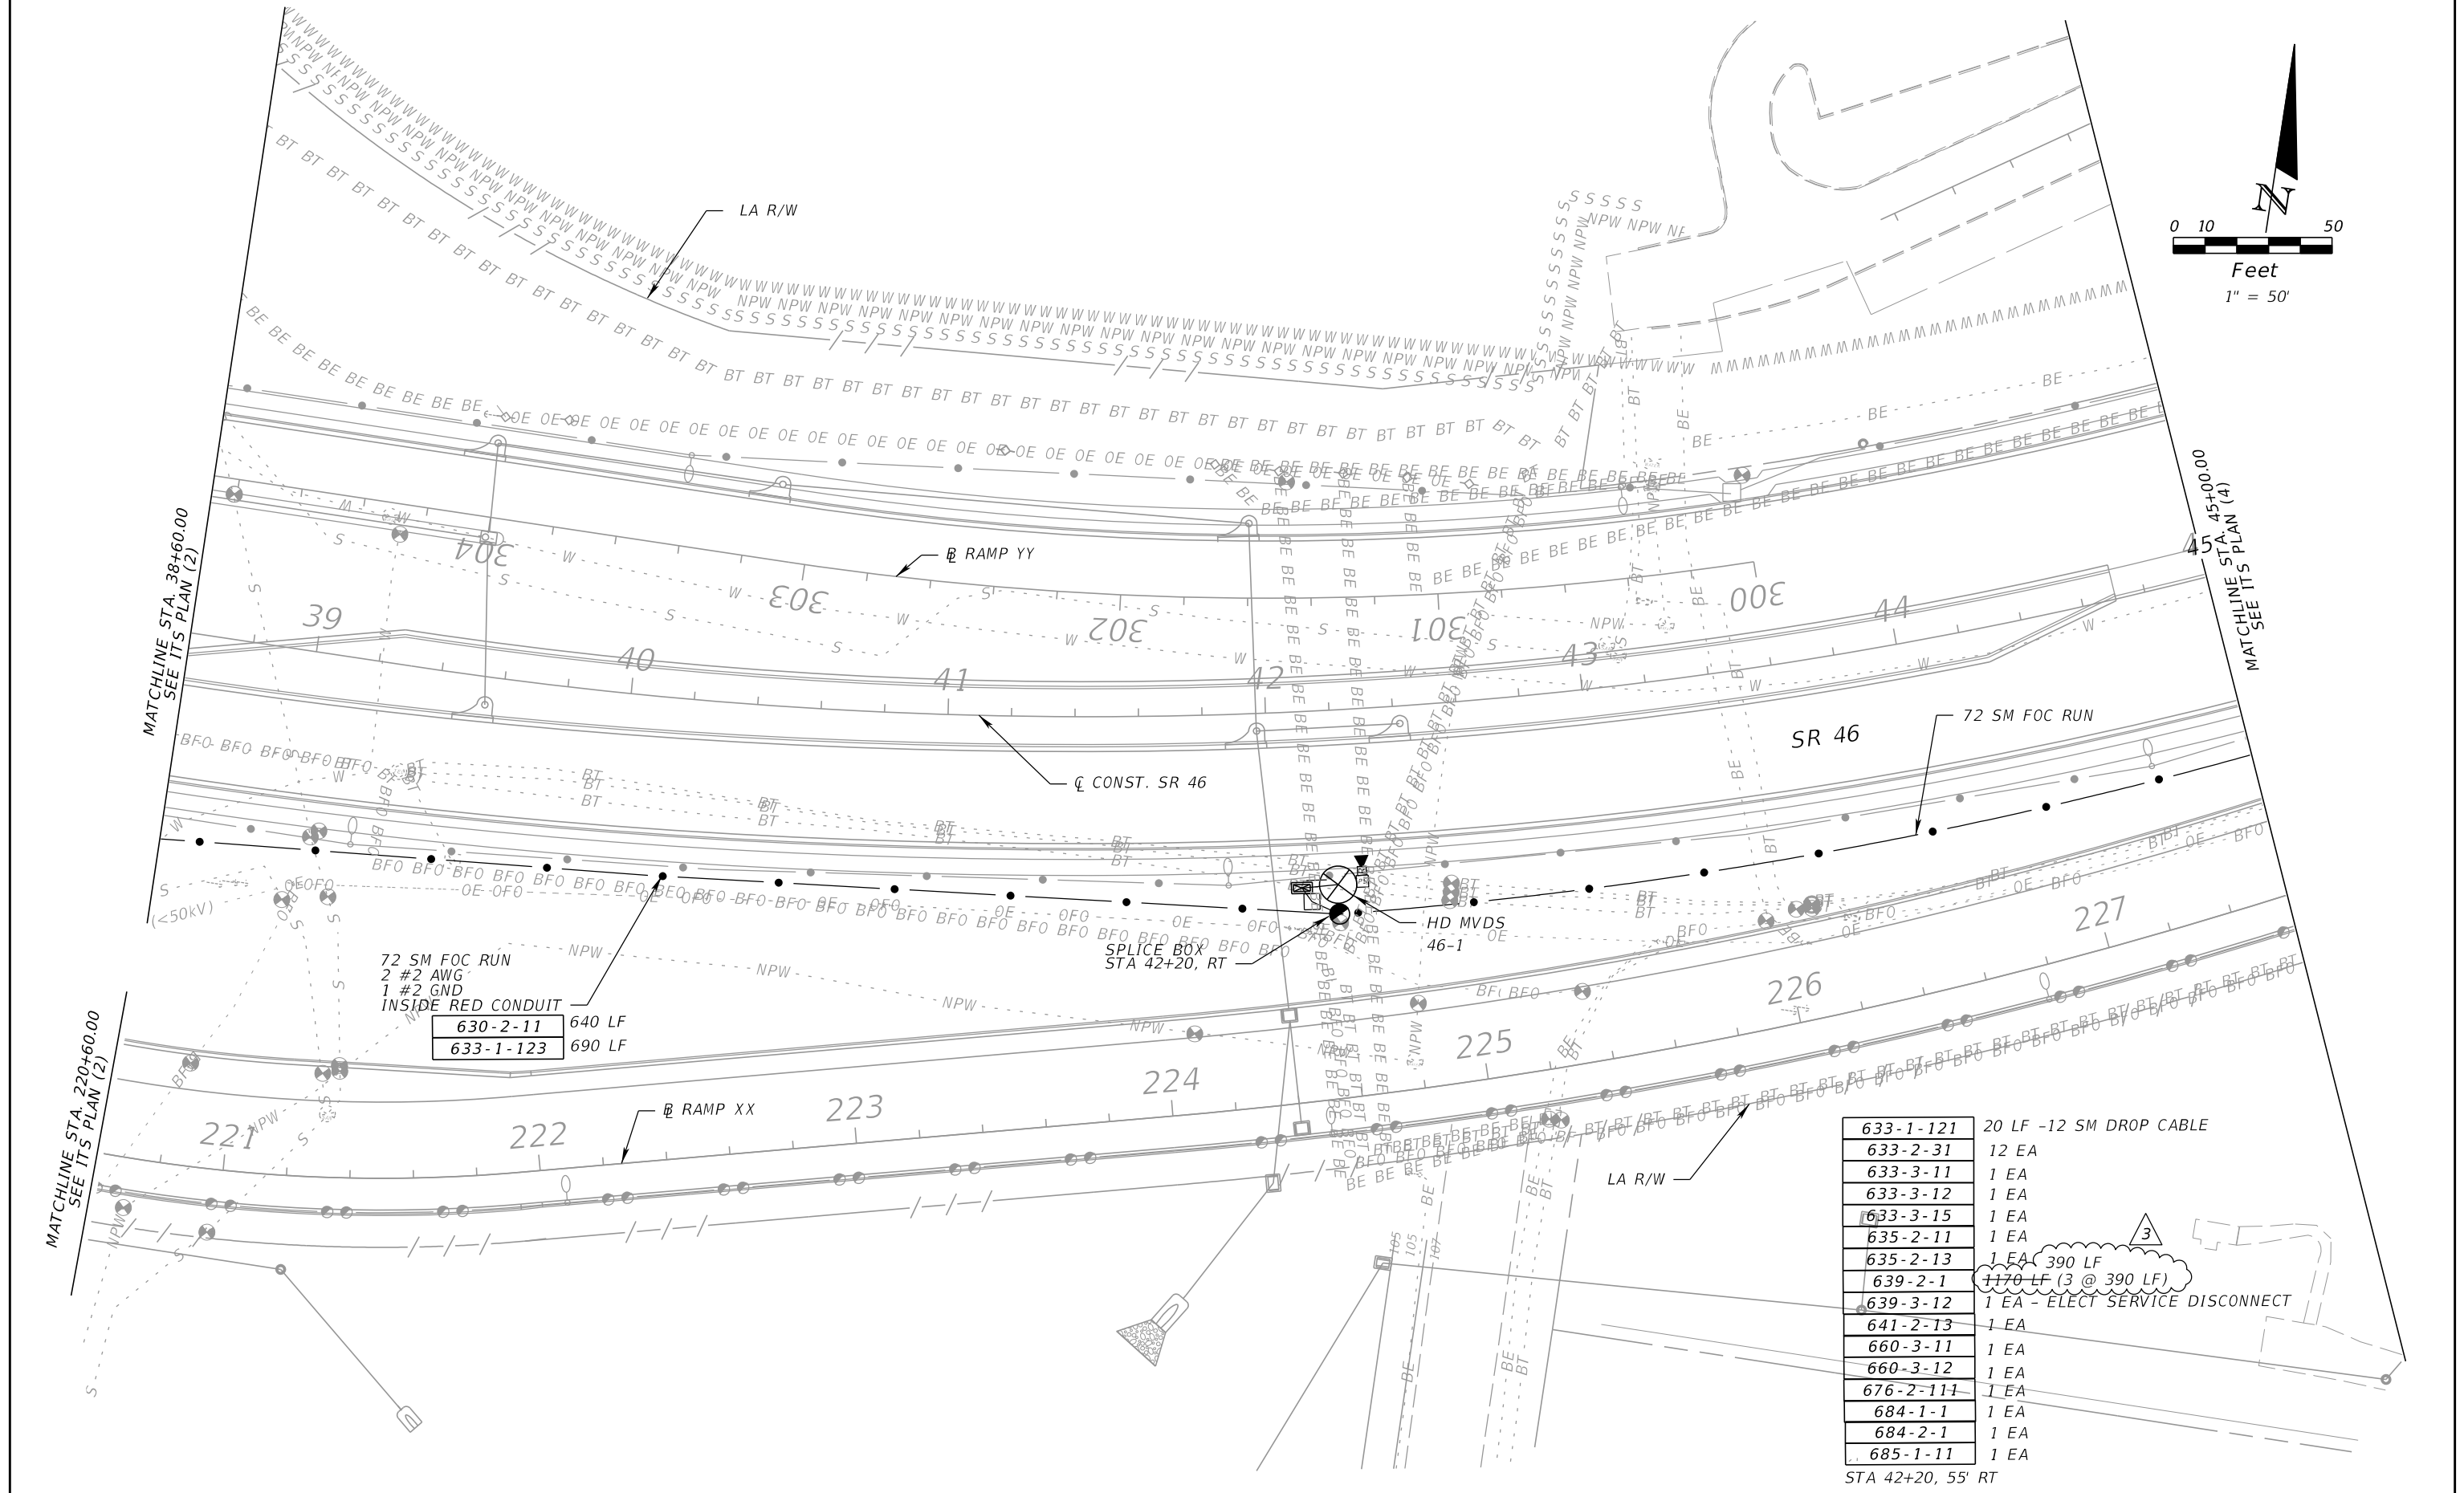 LA R/W
N
0 10 50
Feet
1" = 50'
MATCHLINE STA. 38+60.00
SEE ITS PLAN (2)
MATCHLINE STA. 45+00.00
SEE ITS PLAN (4)
℄ RAMP YY
304
303
302
301
300
39
40
41
42
43
44
45
SR 46
72 SM FOC RUN
℄ CONST. SR 46
(<50kV)
HD MVDS
46-1
SPLICE BOX
STA 42+20, RT
72 SM FOC RUN
2 #2 AWG
1 #2 GND
INSIDE RED CONDUIT
630-2-11 640 LF
633-1-123 690 LF
MATCHLINE STA. 220+60.00
SEE ITS PLAN (2)
℄ RAMP XX
221
222
223
224
225
226
227
LA R/W
105
105
107
633-1-121 20 LF -12 SM DROP CABLE
633-2-31 12 EA
633-3-11 1 EA
633-3-12 1 EA
633-3-15 1 EA
635-2-11 1 EA
635-2-13 1 EA
3
390 LF
639-2-1 1170 LF (3 @ 390 LF)
639-3-12 1 EA - ELECT SERVICE DISCONNECT
641-2-13 1 EA
660-3-11 1 EA
660-3-12 1 EA
676-2-111 1 EA
684-1-1 1 EA
684-2-1 1 EA
685-1-11 1 EA
STA 42+20, 55' RT